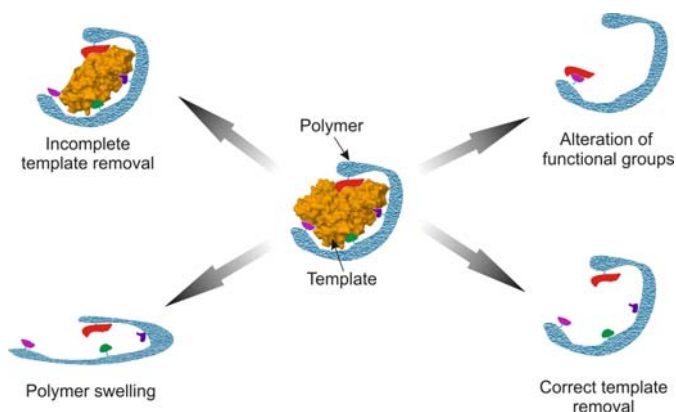 Incomplete
template removal
Polymer
Alteration of
functional groups
Template
Polymer swelling
Correct template
removal